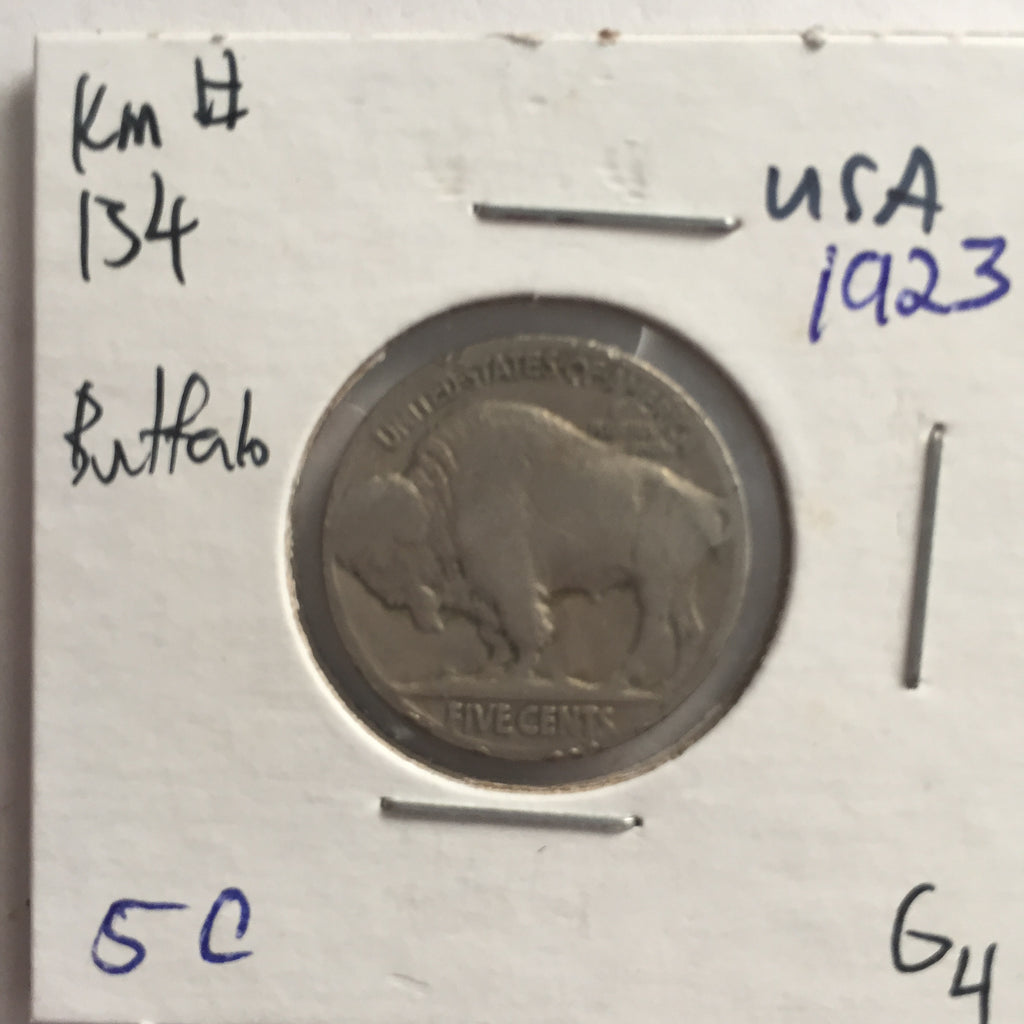 Km #
134
USA
1923
Buffalo
UNITED STATES OF AMERICA
FIVE CENTS
5C
G4